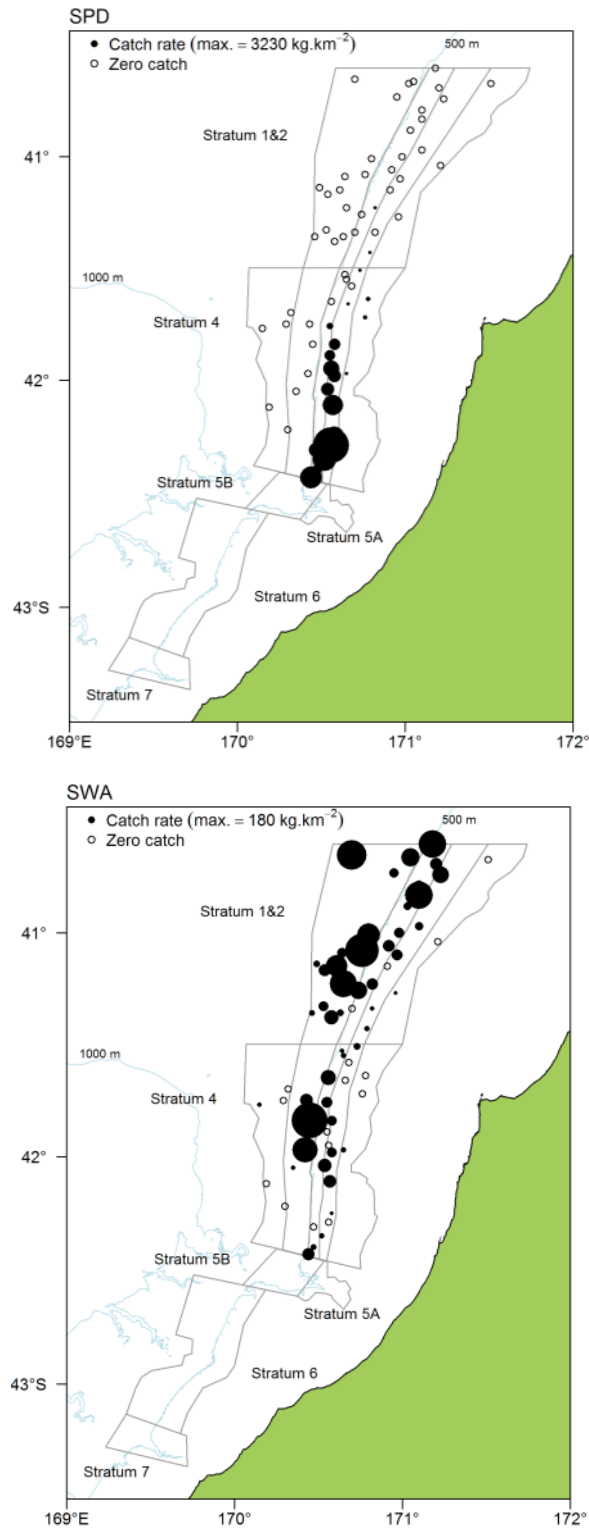 SPD
Catch rate (max. = 3230 kg.km⁻²)
Zero catch
500 m
Stratum 1&2
41°
1000 m
Stratum 4
42°
Stratum 5B
Stratum 5A
Stratum 6
43°S
Stratum 7
169°E 170° 171° 172°
SWA
Catch rate (max. = 180 kg.km⁻²)
500 m
Zero catch
Stratum 1&2
41°
1000 m
Stratum 4
42°
Stratum 5B
Stratum 5A
Stratum 6
43°S
Stratum 7
169°E 170° 171° 172°